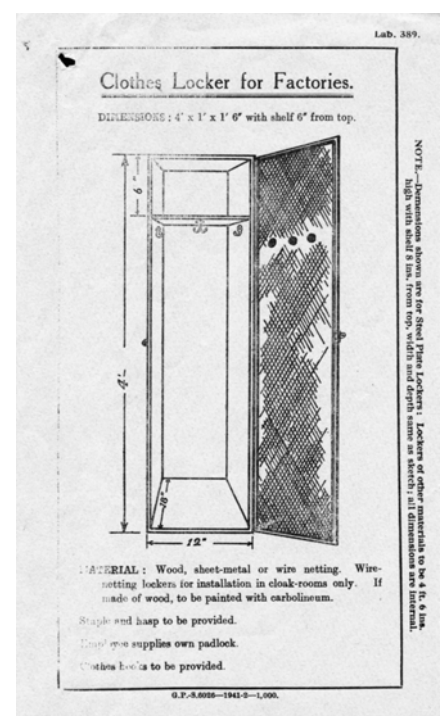 Lab. 389.
Clothes Locker for Factories.
DIMENSIONS : 4' x 1' x 1' 6" with shelf 6" from top.
6"
4'
18"
12"
NOTE.—Demensions shown are for Steel Plate Lockers: Lockers of other materials to be 4 ft. 6 ins.
high with shelf 8 ins. from top, width and depth same as sketch; all dimensions are internal.
MATERIAL : Wood, sheet-metal or wire netting. Wire-
netting lockers for installation in cloak-rooms only. If
made of wood, to be painted with carbolineum.
Staple and hasp to be provided.
Employee supplies own padlock.
Clothes hooks to be provided.
G.P.-S.6026—1941-2—1,000.